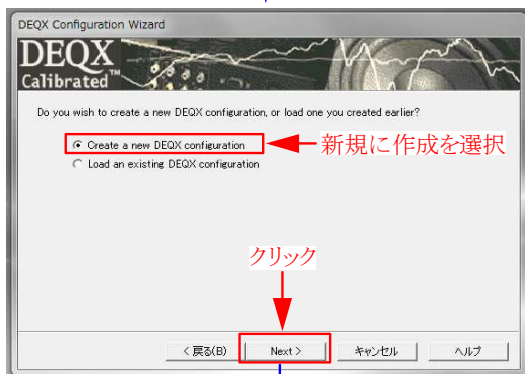 DEQX Configuration Wizard
DEQX
Calibrated™
Do you wish to create a new DEQX configuration, or load one you created earlier?
Create a new DEQX configuration
新規に作成を選択
Load an existing DEQX configuration
クリック
< 戻る(B)
Next >
キャンセル
ヘルプ